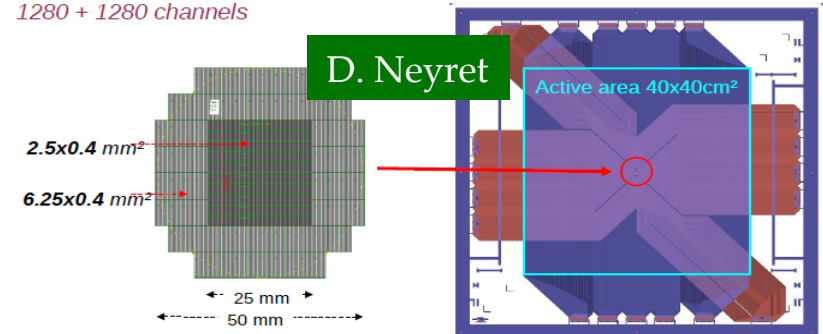 1280 + 1280 channels
D. Neyret
Active area 40x40cm²
2.5x0.4 mm²
6.25x0.4 mm²
25 mm
50 mm